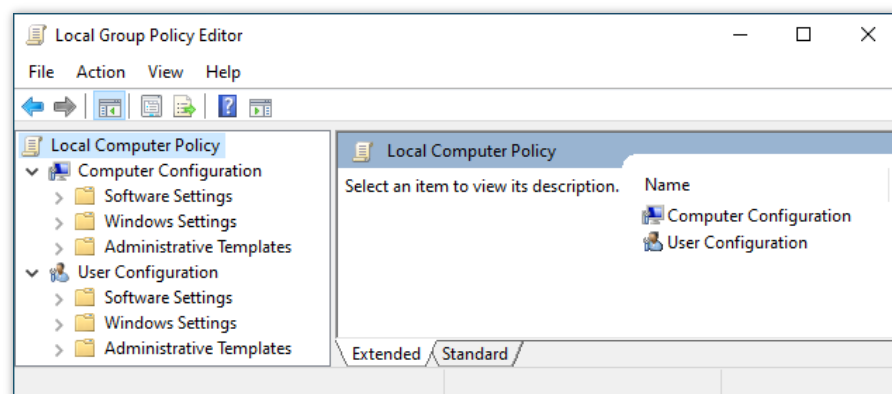 Local Group Policy Editor
File Action View Help
Local Computer Policy
Computer Configuration
Software Settings
Windows Settings
Administrative Templates
User Configuration
Software Settings
Windows Settings
Administrative Templates
Local Computer Policy
Select an item to view its description.
Name
Computer Configuration
User Configuration
Extended Standard